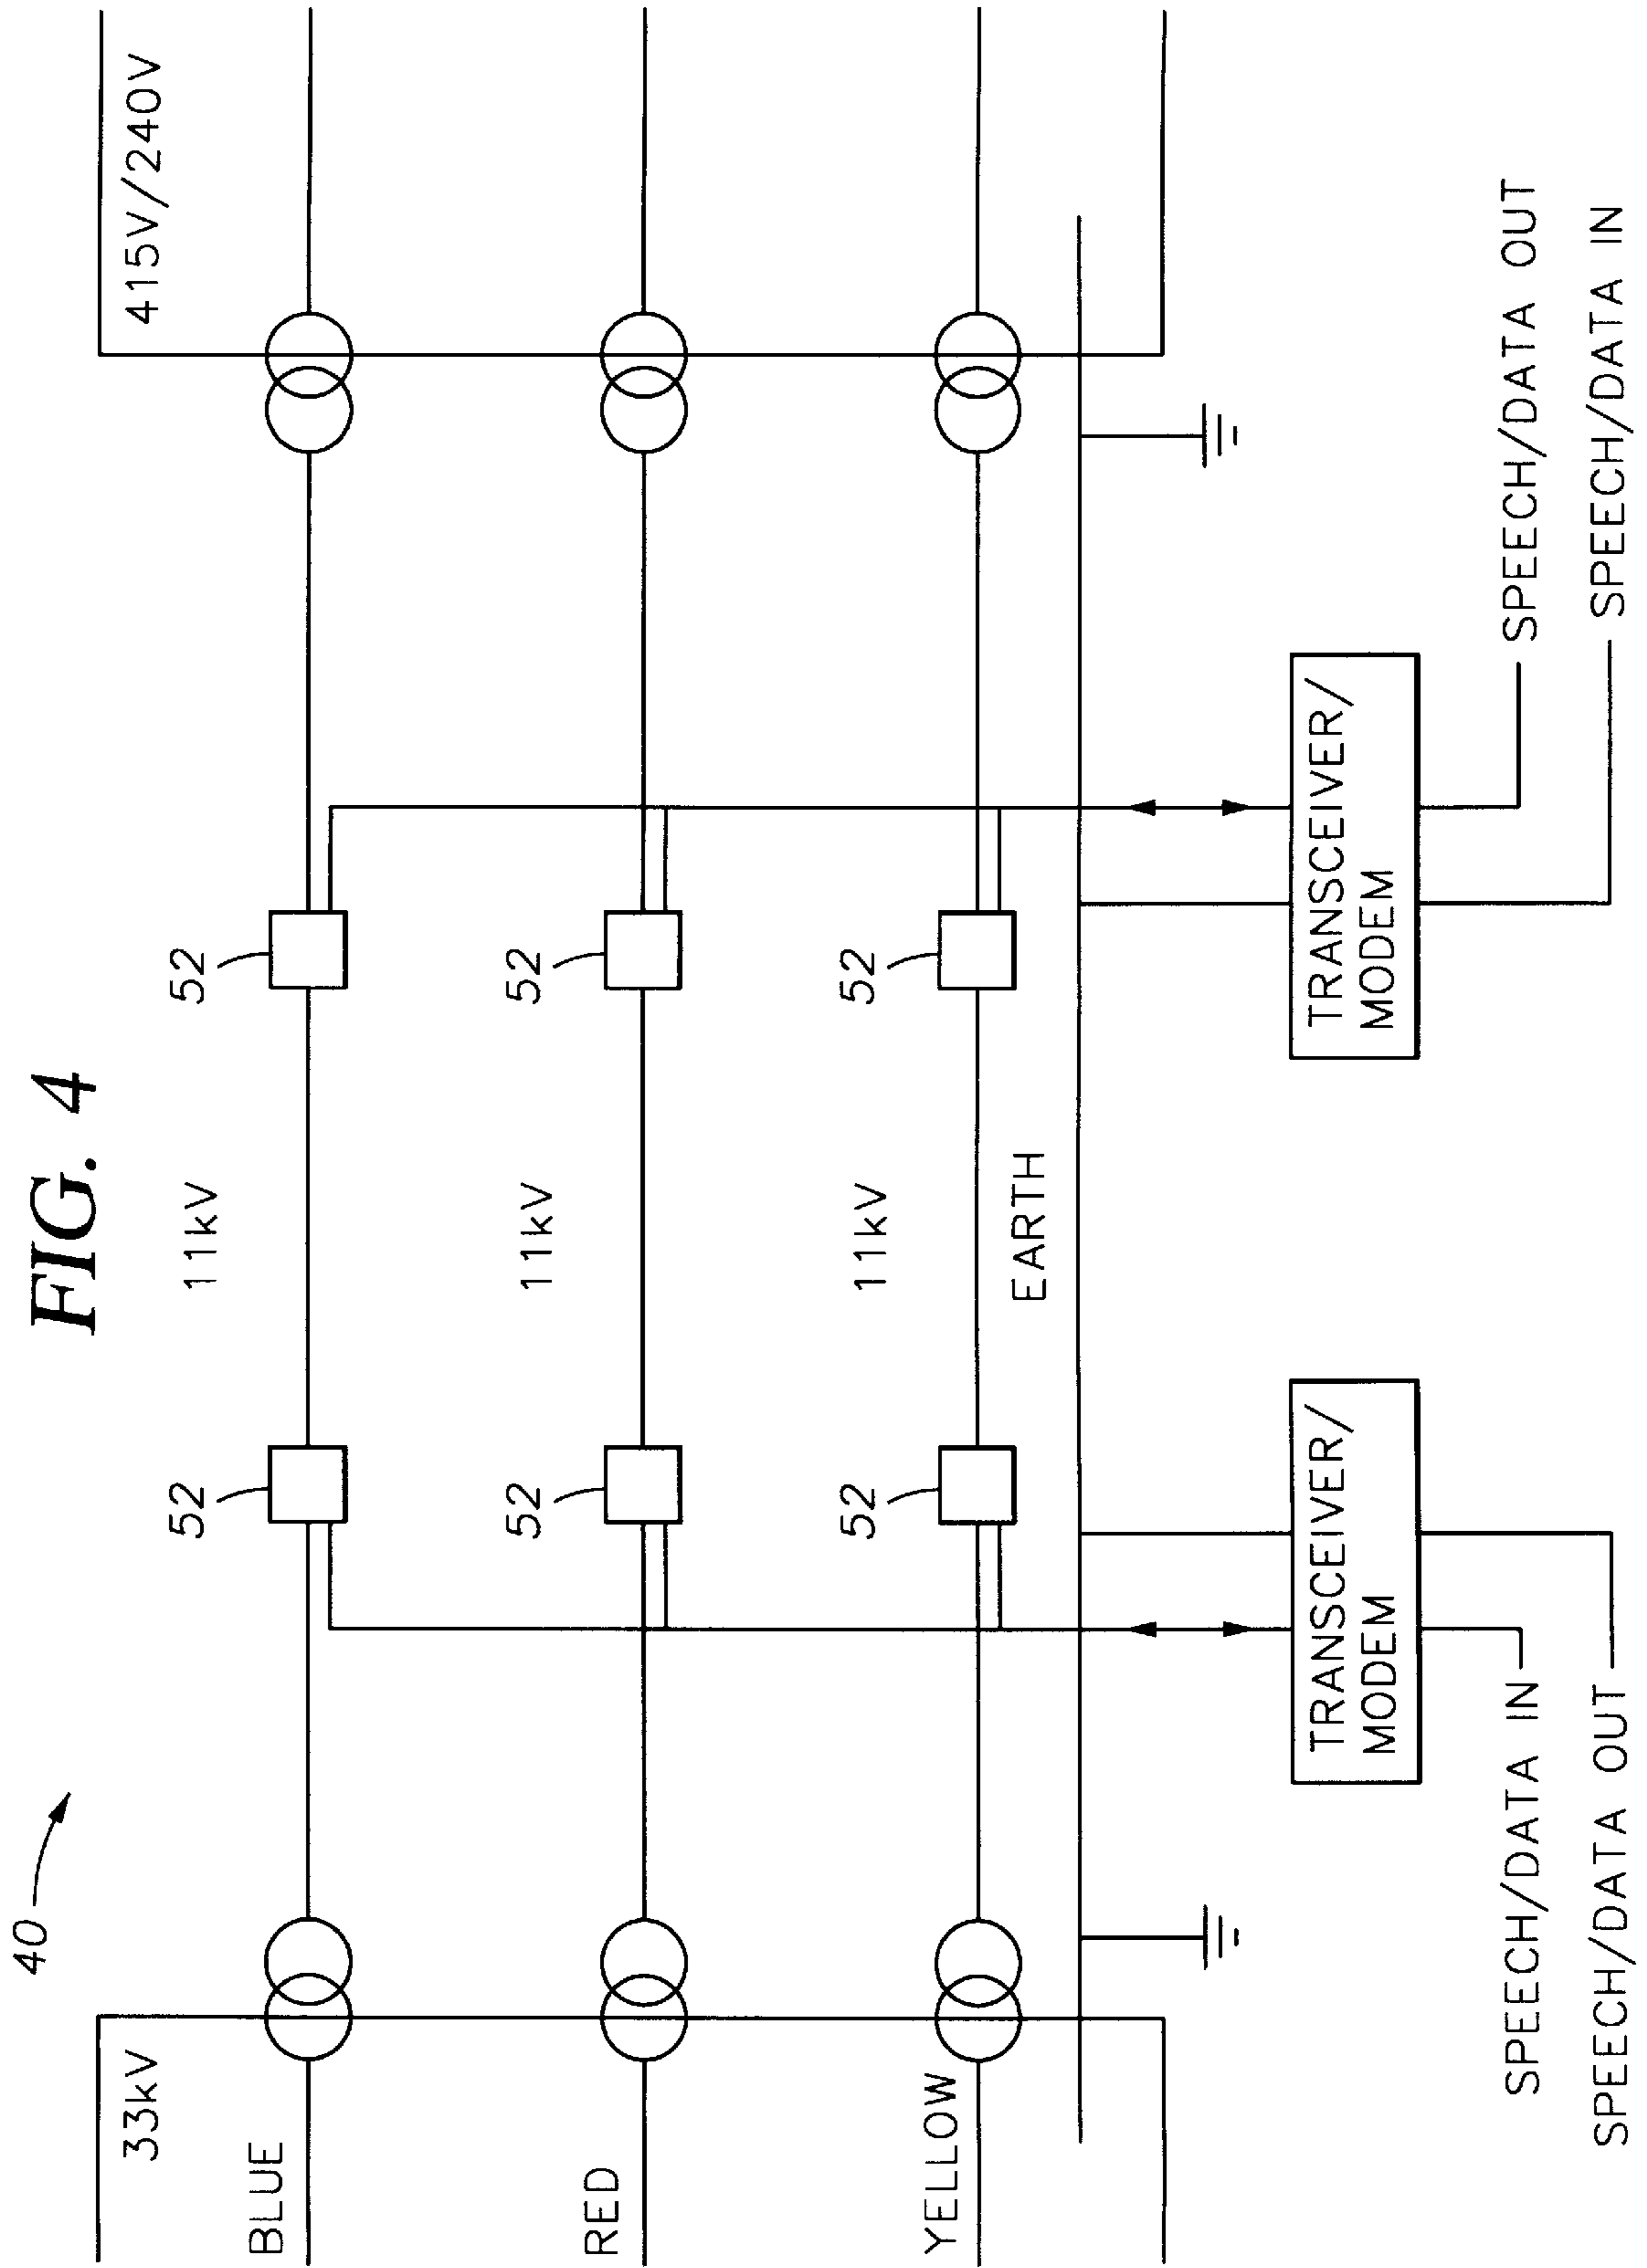 FIG. 4
40
33kV
415V/240V
BLUE
52
11kV
52
RED
52
11kV
52
YELLOW
52
11kV
52
EARTH
TRANSCEIVER/
MODEM
TRANSCEIVER/
MODEM
SPEECH/DATA IN
SPEECH/DATA OUT
SPEECH/DATA OUT
SPEECH/DATA IN